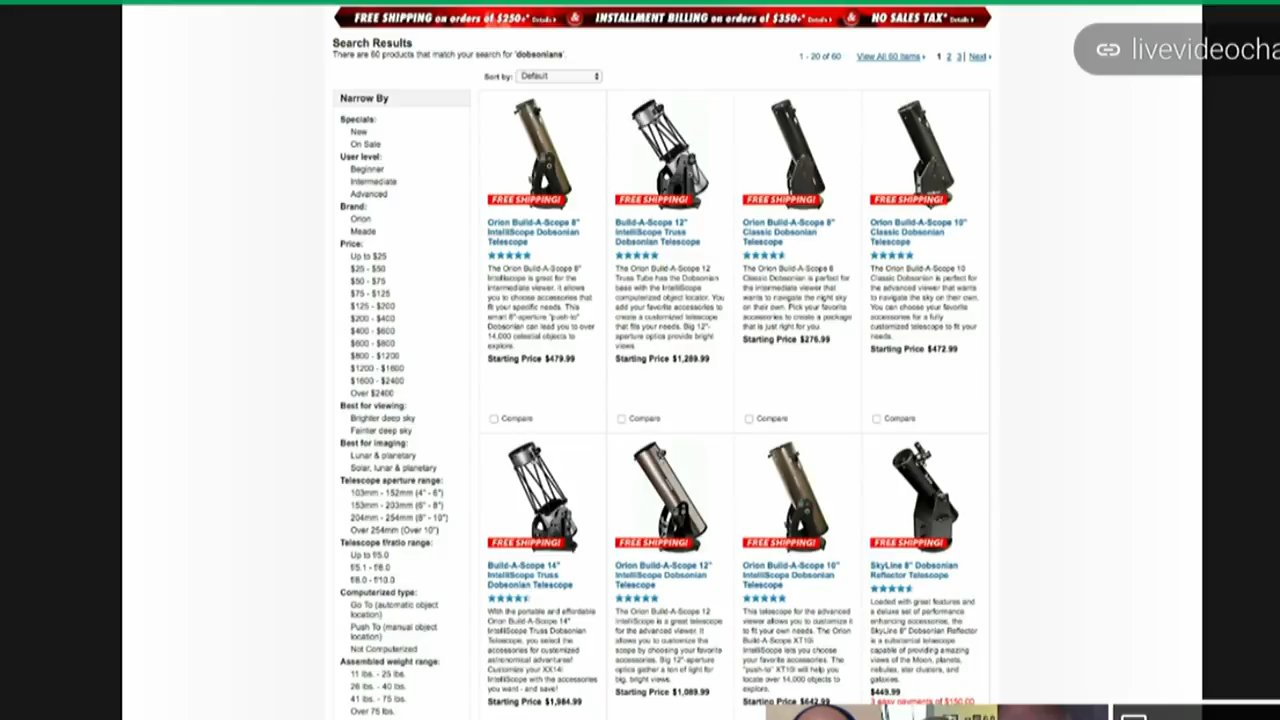 FREE SHIPPING on orders of $250+* Details & INSTALLMENT BILLING on orders of $350+* Details & NO SALES TAX* Details
livevideocha
Search Results
There are 60 products that match your search for 'dobsonians'.
1 - 20 of 60 View All 60 Items 1 2 3 | Next
Sort by: Default
Narrow By
Specials:
New
On Sale
User level:
Beginner
Intermediate
Advanced
Brand:
Orion
Meade
Price:
Up to $25
$25 - $50
$50 - $75
$75 - $125
$125 - $200
$200 - $400
$400 - $600
$600 - $800
$800 - $1200
$1200 - $1600
$1600 - $2400
Over $2400
Best for viewing:
Brighter deep sky
Fainter deep sky
Best for imaging:
Lunar & planetary
Solar, lunar & planetary
Telescope aperture range:
103mm - 152mm (4" - 6")
153mm - 203mm (6" - 8")
204mm - 254mm (8" - 10")
Over 254mm (Over 10")
Telescope f/ratio range:
Up to f/5.0
f/5.1 - f/6.0
f/6.0 - f/10.0
Computerized type:
Go To (automatic object
location)
Push To (manual object
location)
Not Computerized
Assembled weight range:
11 lbs. - 25 lbs.
26 lbs. - 40 lbs.
41 lbs. - 75 lbs.
Over 75 lbs.
FREE SHIPPING!
Orion Build-A-Scope 8"
IntelliScope Dobsonian
Telescope
The Orion Build-A-Scope 8"
Intelliscope is great for the
intermediate viewer. It allows
you to choose accessories that
fit your specific needs. This
smart 8"-aperture "push-to"
Dobsonian can lead you to over
14,000 celestial objects to
explore.
Starting Price $479.99
Compare
FREE SHIPPING!
Build-A-Scope 12"
IntelliScope Truss
Dobsonian Telescope
The Orion Build-A-Scope 12
Truss Tube has the Dobsonian
base with the IntelliScope
computerized object locator. You
add your favorite accessories to
create a customized telescope
that fits your needs. Big 12"-
aperture optics provide bright
views.
Starting Price $1,289.99
Compare
FREE SHIPPING!
Orion Build-A-Scope 8"
Classic Dobsonian
Telescope
The Orion Build-A-Scope 8
Classic Dobsonian is perfect for
the intermediate viewer that
wants to navigate the night sky
on their own. Pick your favorite
accessories to create a package
that is just right for you.
Starting Price $276.99
Compare
FREE SHIPPING!
Orion Build-A-Scope 10"
Classic Dobsonian
Telescope
The Orion Build-A-Scope 10
Classic Dobsonian is perfect for
the advanced viewer that wants
to navigate the sky on their own.
You can choose your favorite
accessories for a fully
customized telescope to fit your
needs.
Starting Price $472.99
Compare
FREE SHIPPING!
Build-A-Scope 14"
IntelliScope Truss
Dobsonian Telescope
With the portable and affordable
Orion Build-A-Scope 14"
IntelliScope Truss Dobsonian
Telescope, you select the
accessories for customized
astronomical adventures!
Customize your XX14i
IntelliScope with the accessories
you want - and save!
Starting Price $1,984.99
FREE SHIPPING!
Orion Build-A-Scope 12"
IntelliScope Dobsonian
Telescope
The Orion Build-A-Scope 12
IntelliScope is a great telescope
for the advanced viewer. It
allows you to customize the
scope by choosing your favorite
accessories. Big 12"-aperture
optics gather a ton of light for
big, bright views.
Starting Price $1,089.99
FREE SHIPPING!
Orion Build-A-Scope 10"
IntelliScope Dobsonian
Telescope
This telescope for the advanced
viewer allows you to customize it
to fit your own needs. The Orion
Build-A-Scope XT10i
IntelliScope lets you choose
your favorite accessories. The
"push-to" XT10i will help you
locate over 14,000 objects to
explore.
Starting Price $642.99
FREE SHIPPING!
SkyLine 8" Dobsonian
Reflector Telescope
Loaded with great features and
a deluxe set of performance
enhancing accessories, the
SkyLine 8" Dobsonian Reflector
is a substantial telescope
capable of providing amazing
views of the Moon, planets,
nebulas, star clusters, and
galaxies.
$449.99
3 easy payments of $150.00